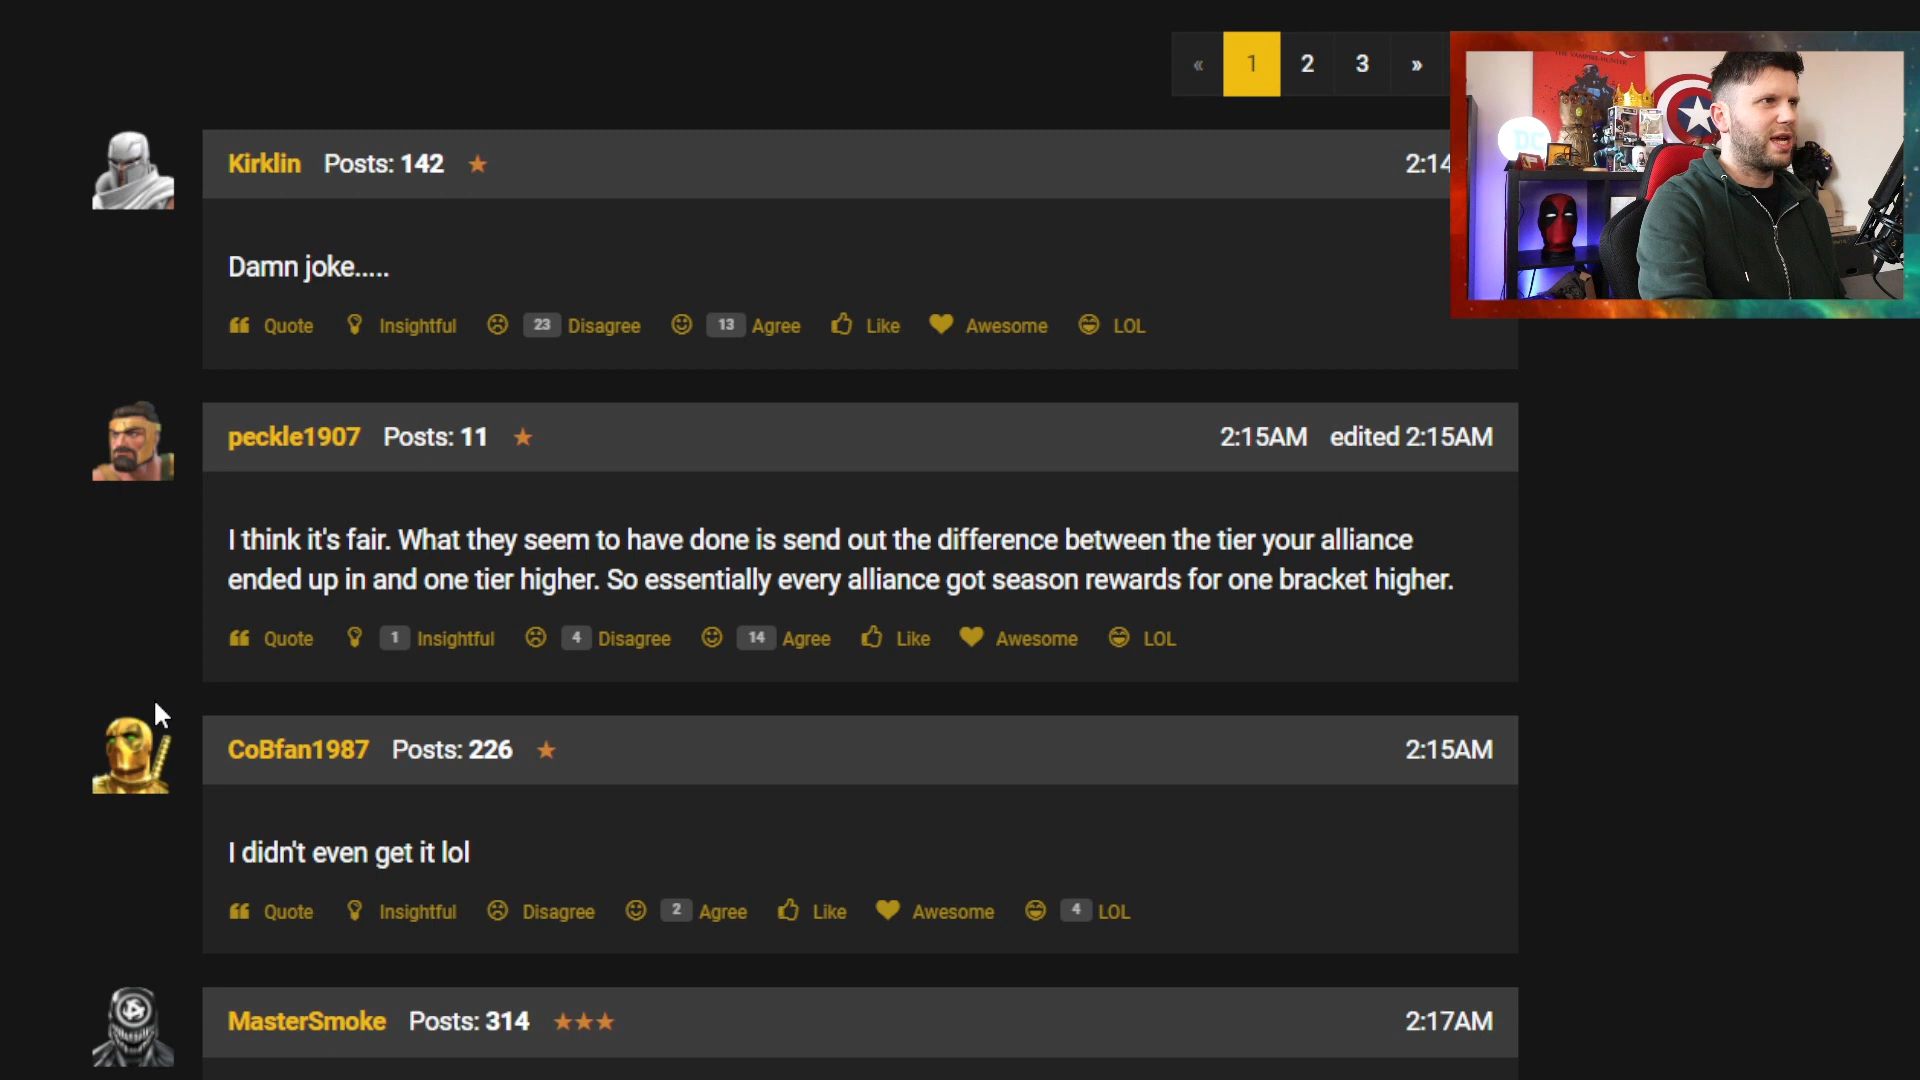 « 1 2 3 »
Kirklin Posts: 142 2:14
Damn joke.....
Quote Insightful 23 Disagree 13 Agree Like Awesome LOL
peckle1907 Posts: 11 2:15AM edited 2:15AM
I think it's fair. What they seem to have done is send out the difference between the tier your alliance
ended up in and one tier higher. So essentially every alliance got season rewards for one bracket higher.
Quote 1 Insightful 4 Disagree 14 Agree Like Awesome LOL
CoBfan1987 Posts: 226 2:15AM
I didn't even get it lol
Quote Insightful Disagree 2 Agree Like Awesome 4 LOL
MasterSmoke Posts: 314 2:17AM